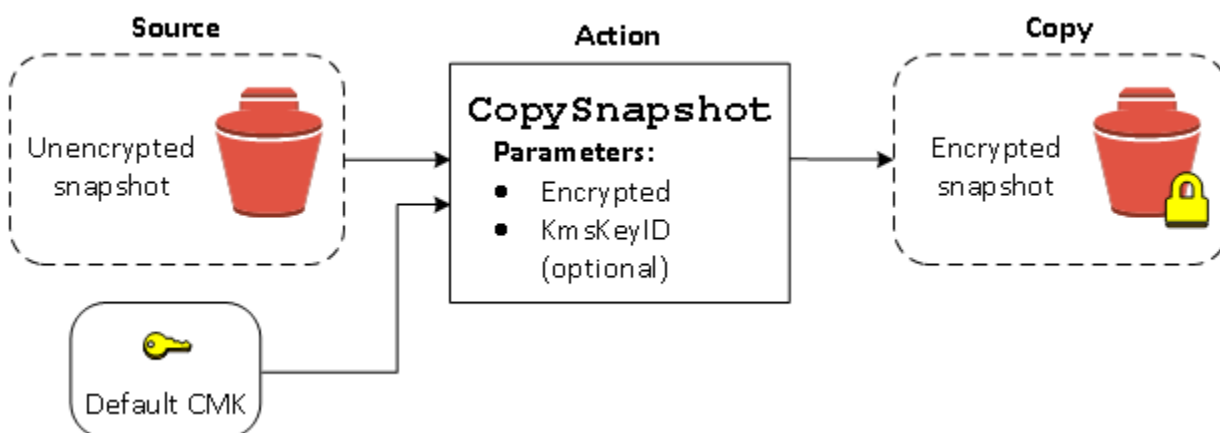 Source
Unencrypted
snapshot
Default CMK
Action
CopySnapshot
Parameters:
● Encrypted
● KmsKeyID
(optional)
Copy
Encrypted
snapshot